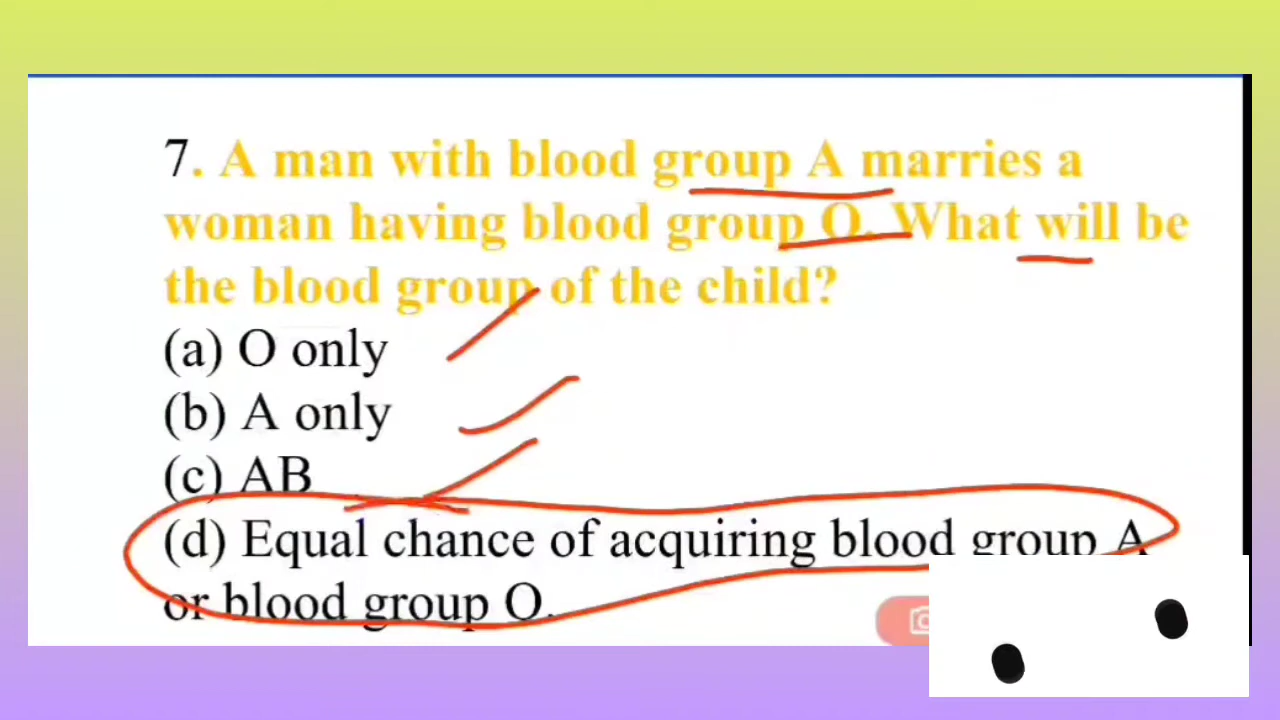 7. A man with blood group A marries a
woman having blood group O. What will be
the blood group of the child?
(a) O only
(b) A only
(c) AB
(d) Equal chance of acquiring blood group A
or blood group O.